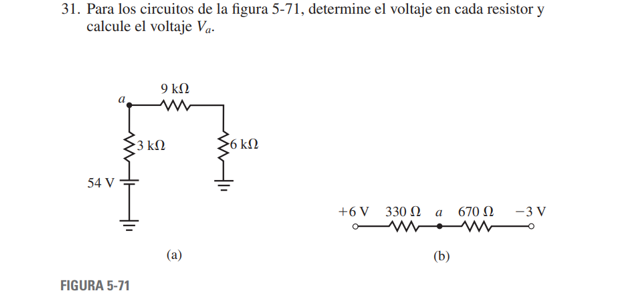 31. Para los circuitos de la figura 5-71, determine el voltaje en cada resistor y
calcule el voltaje Va.
9 kΩ
a
3 kΩ
6 kΩ
54 V
+6 V 330 Ω a 670 Ω −3 V
(a)
(b)
FIGURA 5-71